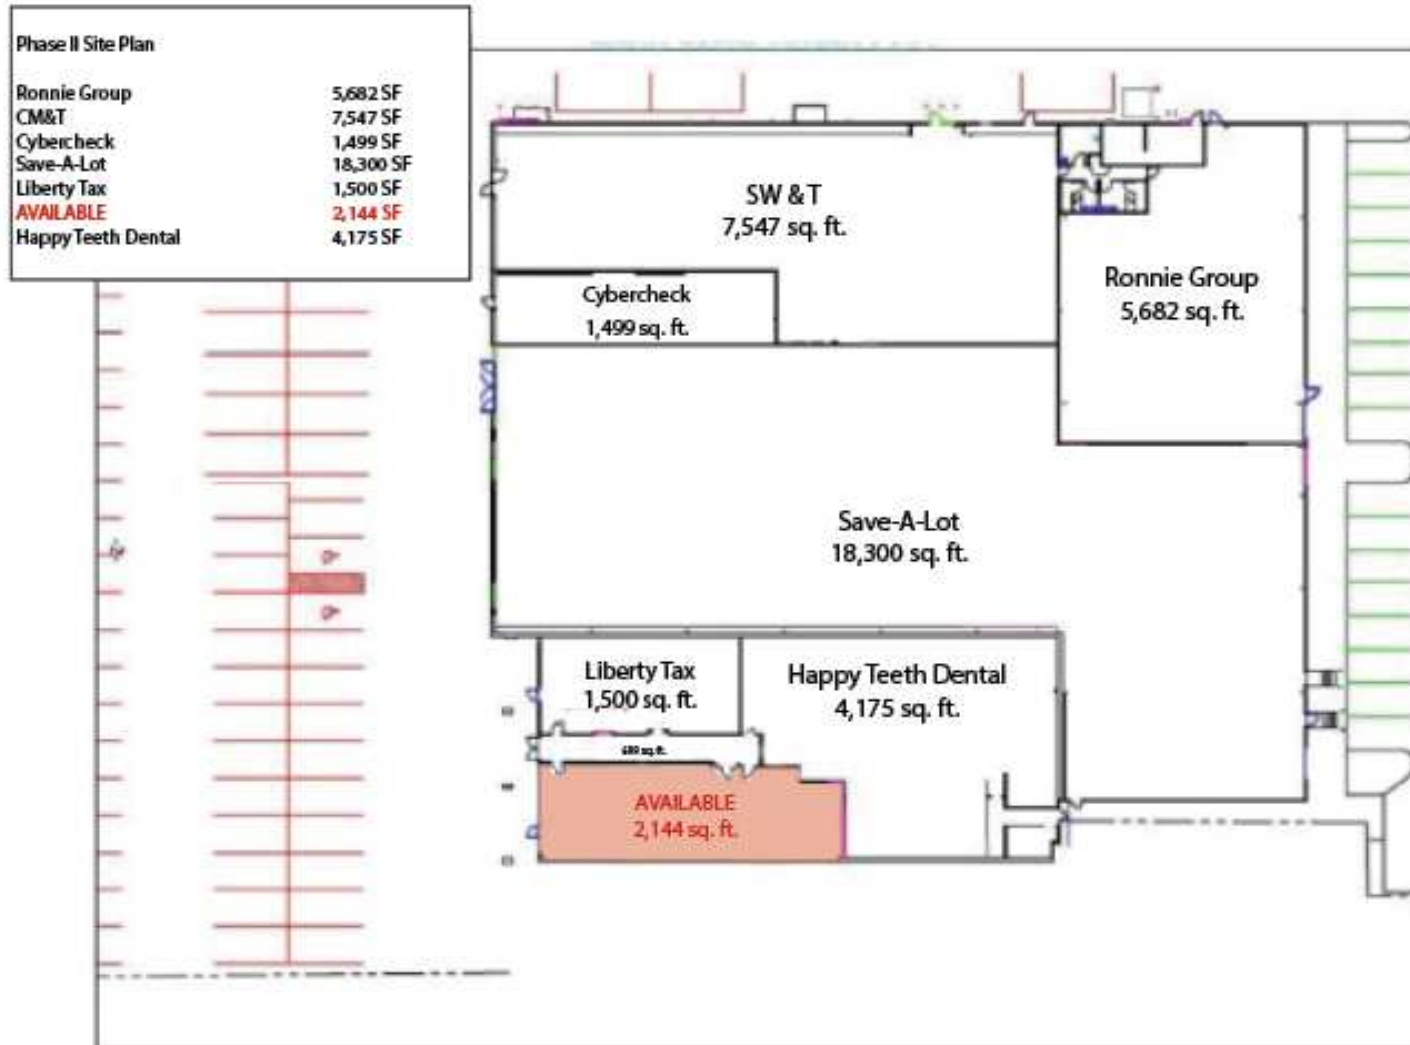 Phase II Site Plan
Ronnie Group 5,682 SF
CM&T 7,547 SF
Cybercheck 1,499 SF
Save-A-Lot 18,300 SF
Liberty Tax 1,500 SF
AVAILABLE 2,144 SF
Happy Teeth Dental 4,175 SF
SW & T
7,547 sq. ft.
Ronnie Group
5,682 sq. ft.
Cybercheck
1,499 sq. ft.
Save-A-Lot
18,300 sq. ft.
Liberty Tax
1,500 sq. ft.
Happy Teeth Dental
4,175 sq. ft.
sq. ft.
AVAILABLE
2,144 sq. ft.